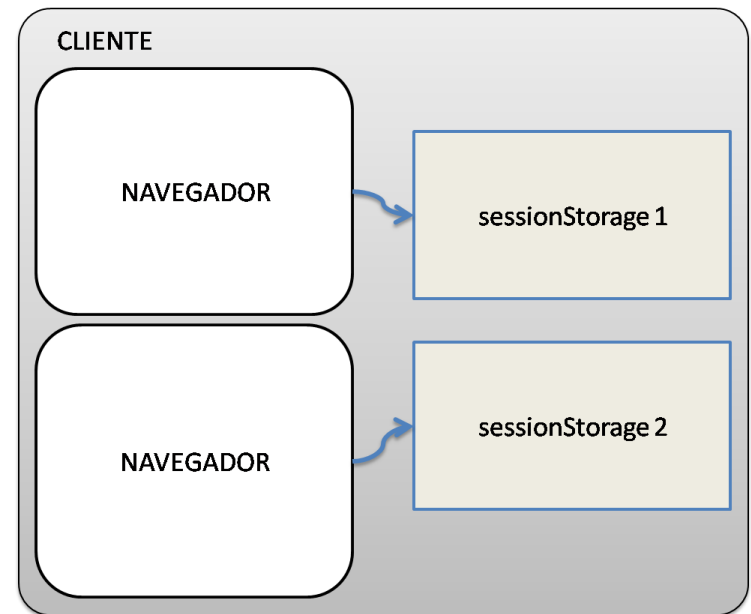 CLIENTE
NAVEGADOR
sessionStorage 1
NAVEGADOR
sessionStorage 2